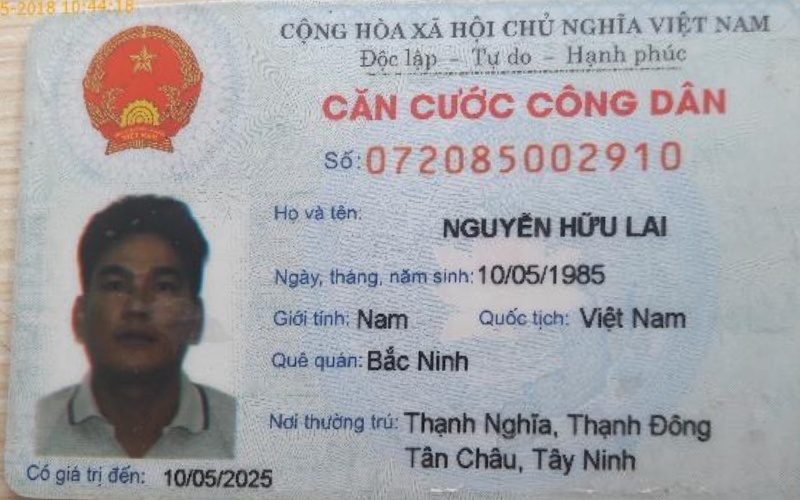 5-2018 10:44:18
CỘNG HÒA XÃ HỘI CHỦ NGHĨA VIỆT NAM
Độc lập - Tự do - Hạnh phúc
CĂN CƯỚC CÔNG DÂN
Số: 072085002910
Họ và tên:
NGUYỄN HỮU LAI
Ngày, tháng, năm sinh: 10/05/1985
Giới tính: Nam Quốc tịch: Việt Nam
Quê quán: Bắc Ninh
Nơi thường trú: Thạnh Nghĩa, Thạnh Đông
Tân Châu, Tây Ninh
Có giá trị đến: 10/05/2025